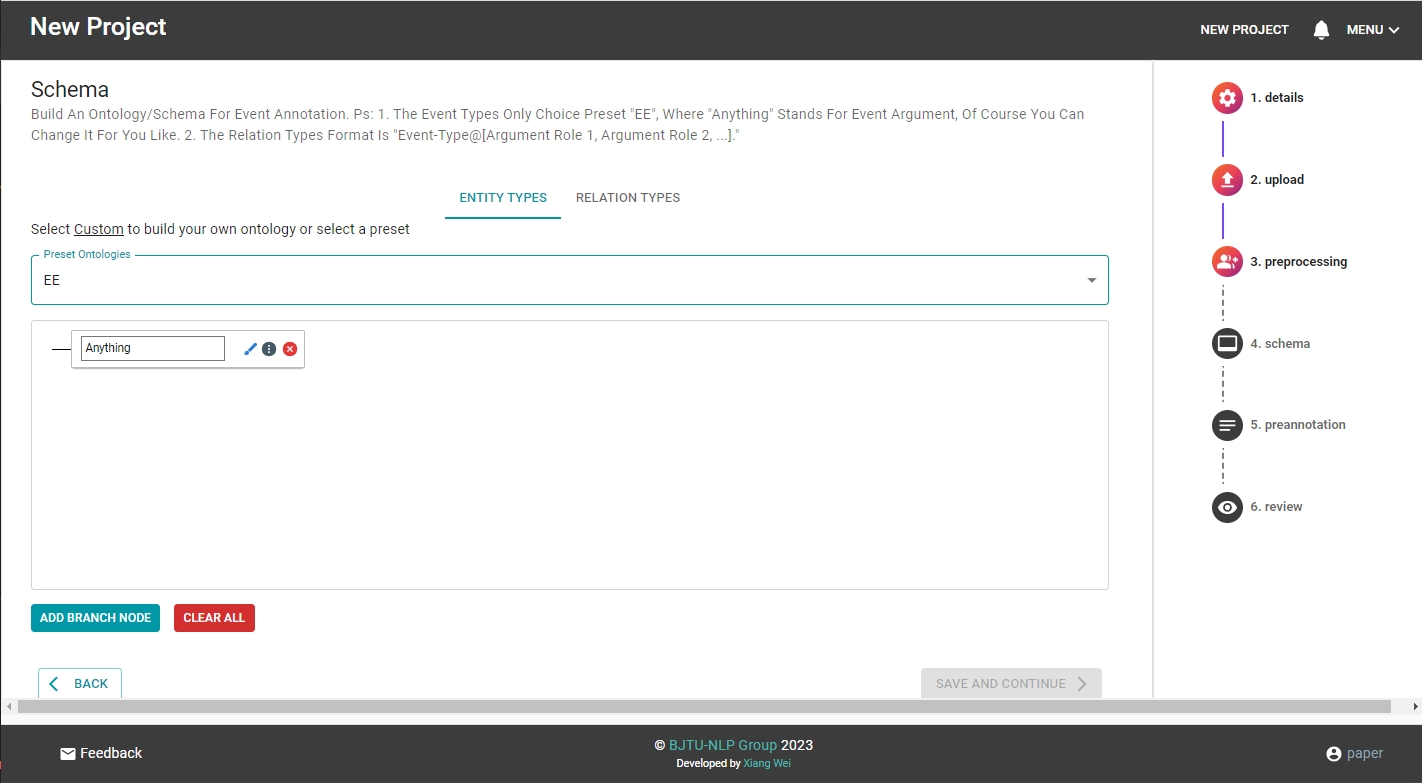 New Project
NEW PROJECT
MENU
Schema
Build An Ontology/Schema For Event Annotation. Ps: 1. The Event Types Only Choice Preset "EE", Where "Anything" Stands For Event Argument, Of Course You Can
Change It For You Like. 2. The Relation Types Format Is "Event-Type@[Argument Role 1, Argument Role 2, ...]."
ENTITY TYPES
RELATION TYPES
Select Custom to build your own ontology or select a preset
Preset Ontologies
EE
Anything
ADD BRANCH NODE
CLEAR ALL
BACK
SAVE AND CONTINUE
1. details
2. upload
3. preprocessing
4. schema
5. preannotation
6. review
Feedback
© BJTU-NLP Group 2023
Developed by Xiang Wei
paper